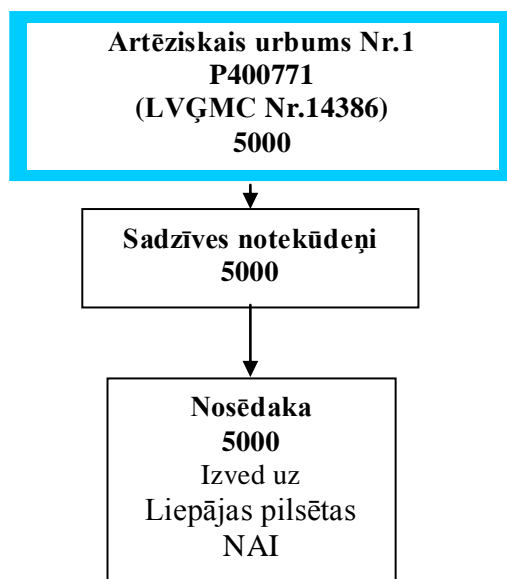 Artēziskais urbums Nr.1
P400771
(LVĢMC Nr.14386)
5000
Sadzīves notekūdeņi
5000
Nosēdaka
5000
Izved uz
Liepājas pilsētas
NAI